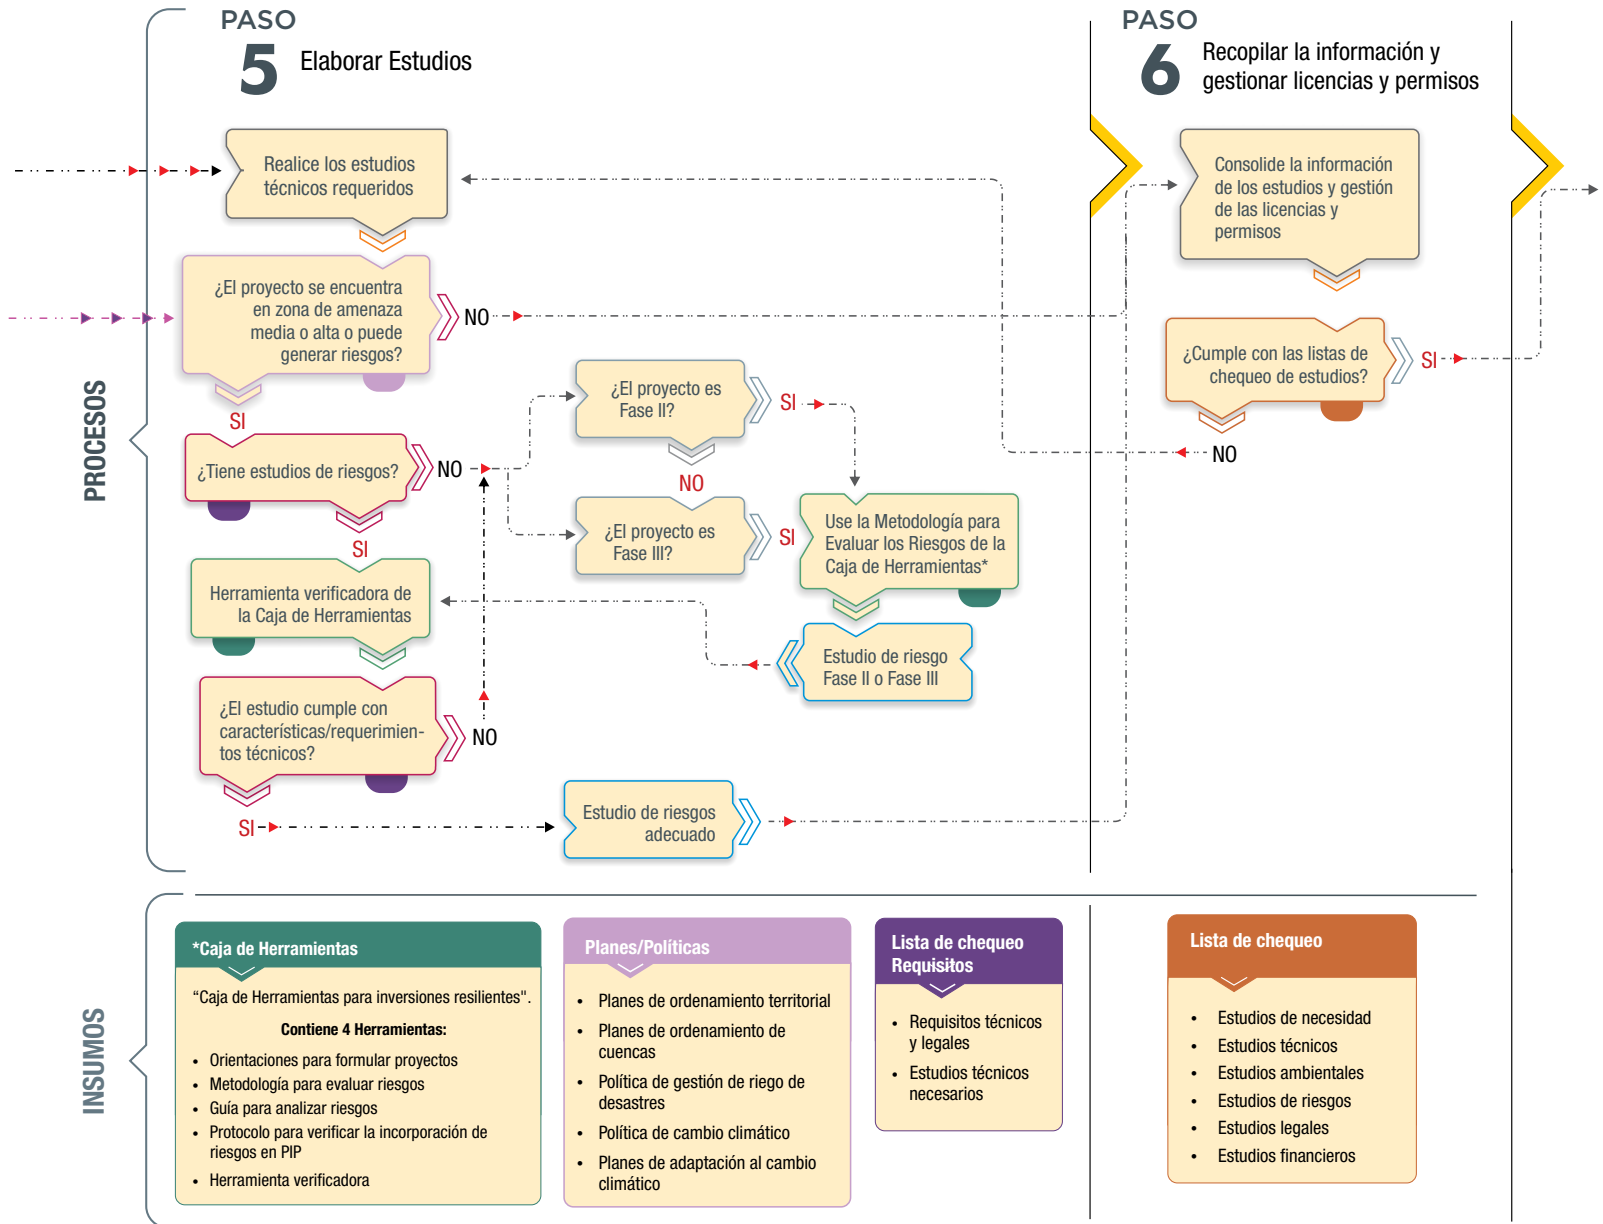 PASO
5
Elaborar Estudios
PASO
6
Recopilar la información y
gestionar licencias y permisos
PROCESOS
Realice los estudios
técnicos requeridos
¿El proyecto se encuentra
en zona de amenaza
media o alta o puede
generar riesgos?
NO
SI
¿Tiene estudios de riesgos?
NO
SI
Herramienta verificadora de
la Caja de Herramientas
¿El estudio cumple con
características/requerimien-
tos técnicos?
NO
SI
¿El proyecto es
Fase II?
SI
NO
¿El proyecto es
Fase III?
SI
Use la Metodología para
Evaluar los Riesgos de la
Caja de Herramientas*
Estudio de riesgo
Fase II o Fase III
Estudio de riesgos
adecuado
Consolide la información
de los estudios y gestión
de las licencias y
permisos
¿Cumple con las listas de
chequeo de estudios?
SI
NO
INSUMOS
*Caja de Herramientas
“Caja de Herramientas para inversiones resilientes".
Contiene 4 Herramientas:
• Orientaciones para formular proyectos
• Metodología para evaluar riesgos
• Guía para analizar riesgos
• Protocolo para verificar la incorporación de
riesgos en PIP
• Herramienta verificadora
Planes/Políticas
• Planes de ordenamiento territorial
• Planes de ordenamiento de
cuencas
• Política de gestión de riego de
desastres
• Política de cambio climático
• Planes de adaptación al cambio
climático
Lista de chequeo
Requisitos
• Requisitos técnicos
y legales
• Estudios técnicos
necesarios
Lista de chequeo
• Estudios de necesidad
• Estudios técnicos
• Estudios ambientales
• Estudios de riesgos
• Estudios legales
• Estudios financieros